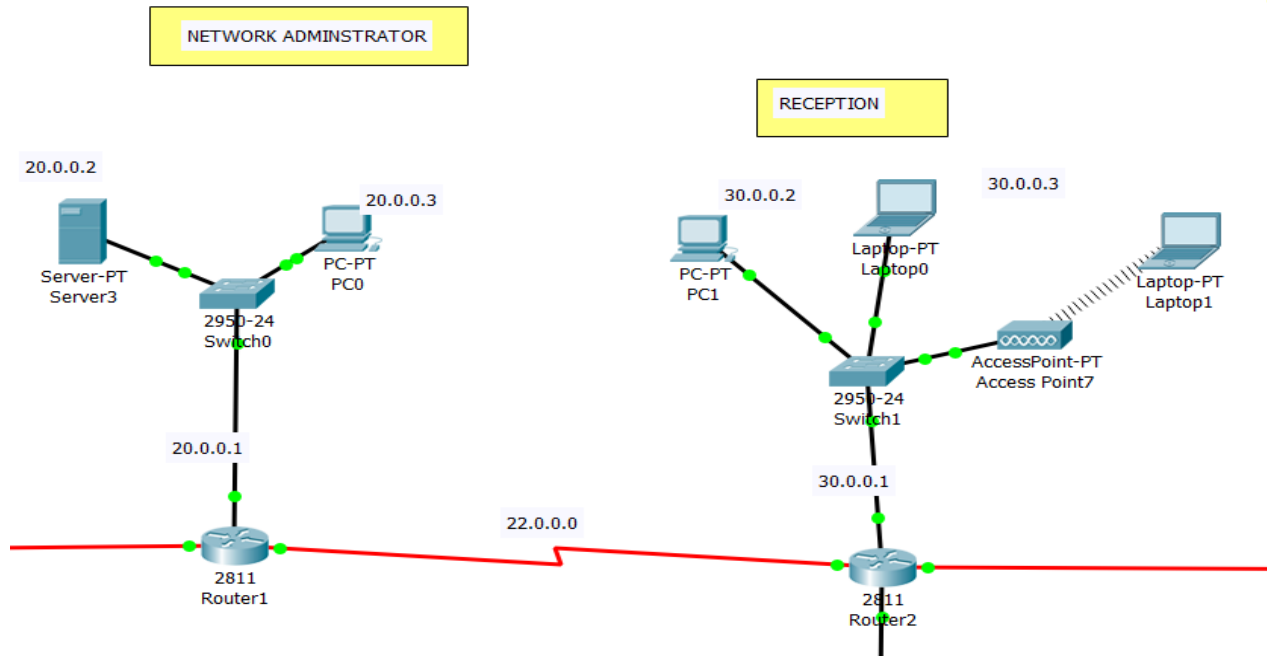 NETWORK ADMINSTRATOR
RECEPTION
20.0.0.2
20.0.0.3
Server-PT
Server3
PC-PT
PC0
2950-24
Switch0
20.0.0.1
2811
Router1
22.0.0.0
30.0.0.2
30.0.0.3
PC-PT
PC1
Laptop-PT
Laptop0
Laptop-PT
Laptop1
AccessPoint-PT
Access Point7
2950-24
Switch1
30.0.0.1
2811
Router2